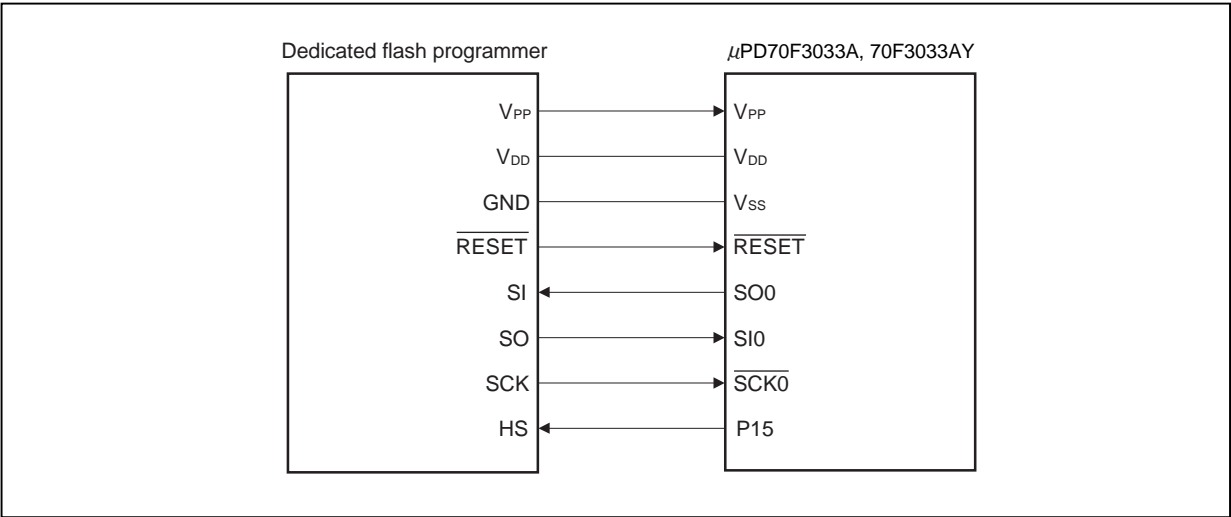 Dedicated flash programmer
μPD70F3033A, 70F3033AY
VPP VPP
VDD VDD
GND VSS
RESET RESET
SI SO0
SO SI0
SCK SCK0
HS P15